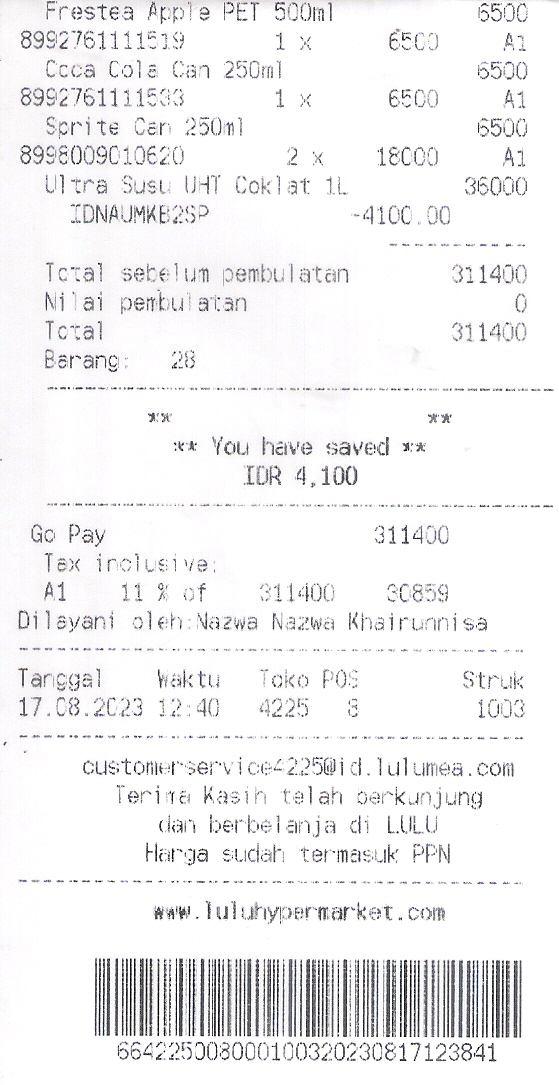 Frestea Apple PET 500ml 6500
8992761111519 1 x 6500 A1
Coca Cola Can 250ml 6500
8992761111533 1 x 6500 A1
Sprite Can 250ml 6500
8998009010620 2 x 18000 A1
Ultra Susu UHT Coklat 1L 36000
IDNAUMKB2SP -4100.00
Total sebelum pembulatan 311400
Nilai pembulatan 0
Total 311400
Barang: 28
** **
** You have saved **
IDR 4,100
Go Pay 311400
Tax inclusive:
A1 11 % of 311400 30859
Dilayani oleh:Nazwa Nazwa Khairunnisa
Tanggal Waktu Toko POS Struk
17.08.2023 12:40 4225 8 1003
customerservice4225@id.lulumea.com
Terima Kasih telah berkunjung
dan berbelanja di LULU
Harga sudah termasuk PPN
www.luluhypermarket.com
664225008000100320230817123841